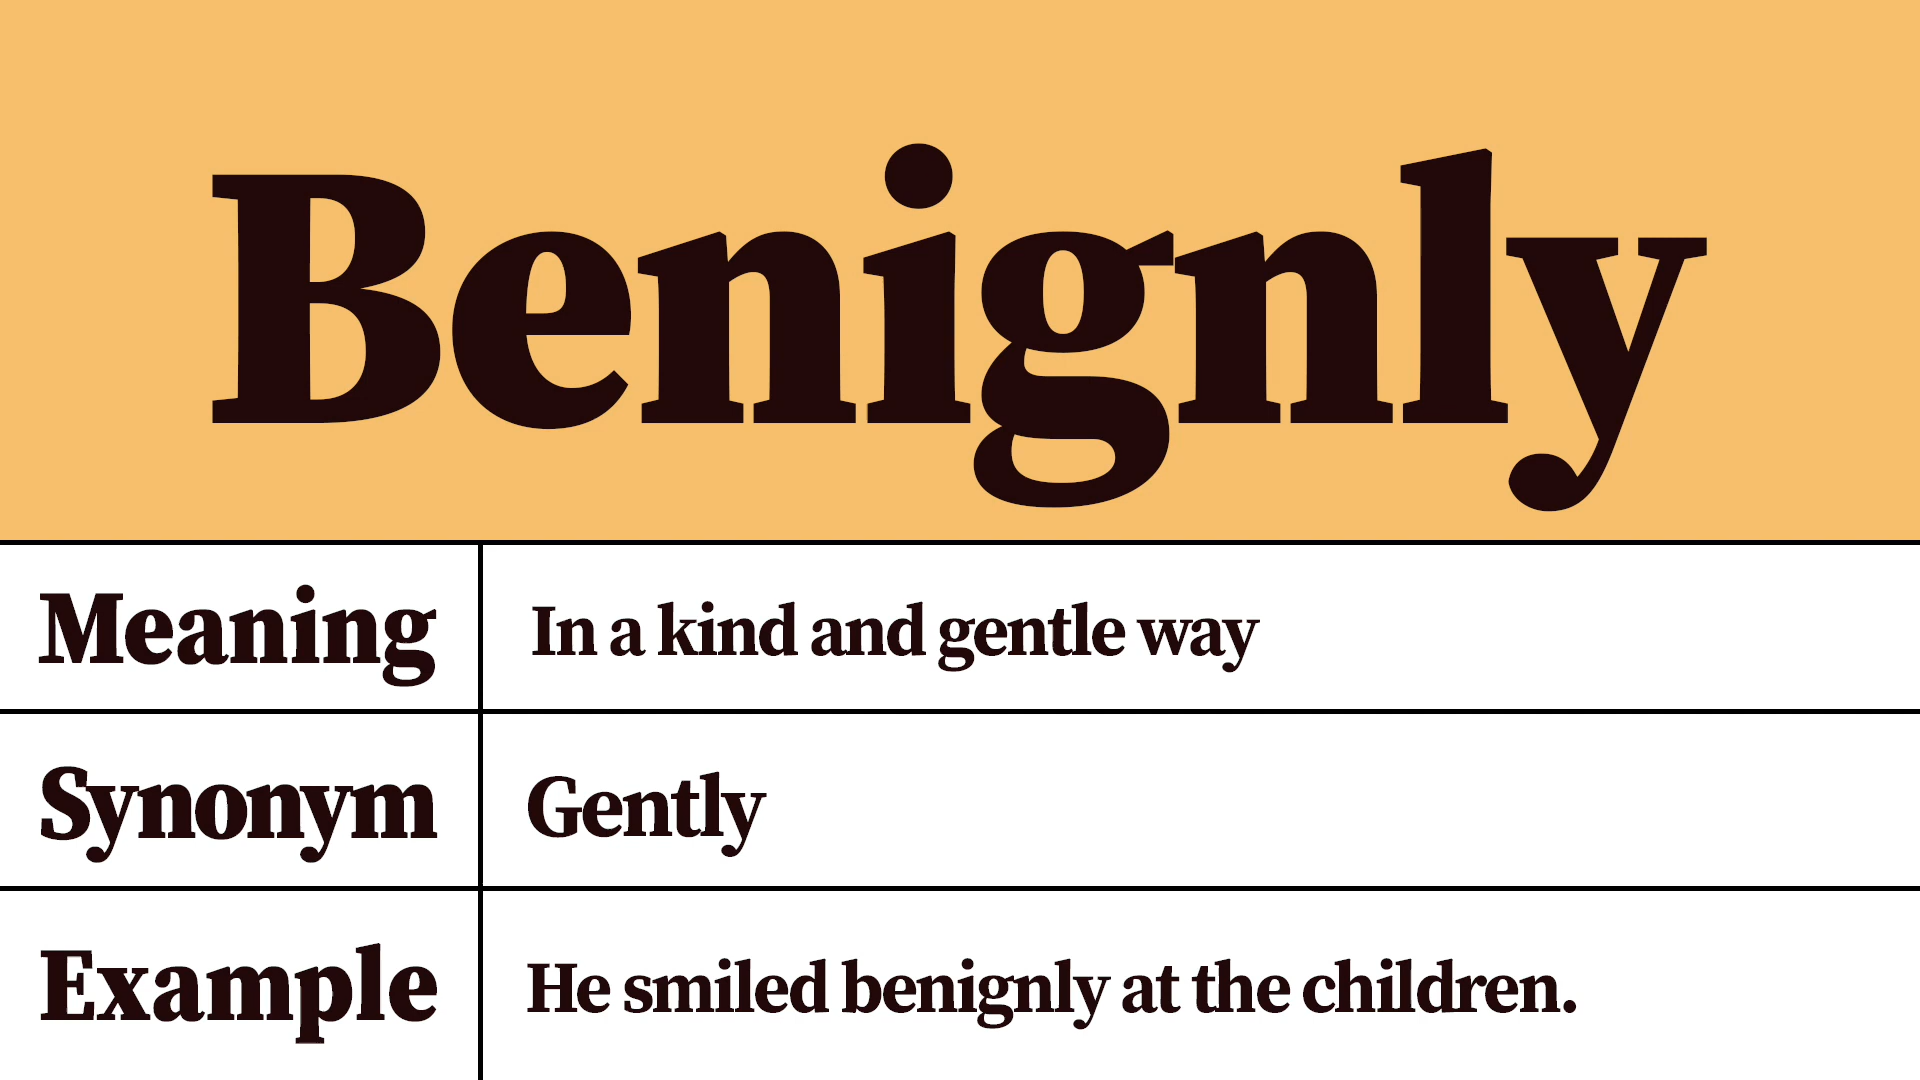 Benignly
Meaning
In a kind and gentle way
Synonym
Gently
Example
He smiled benignly at the children.